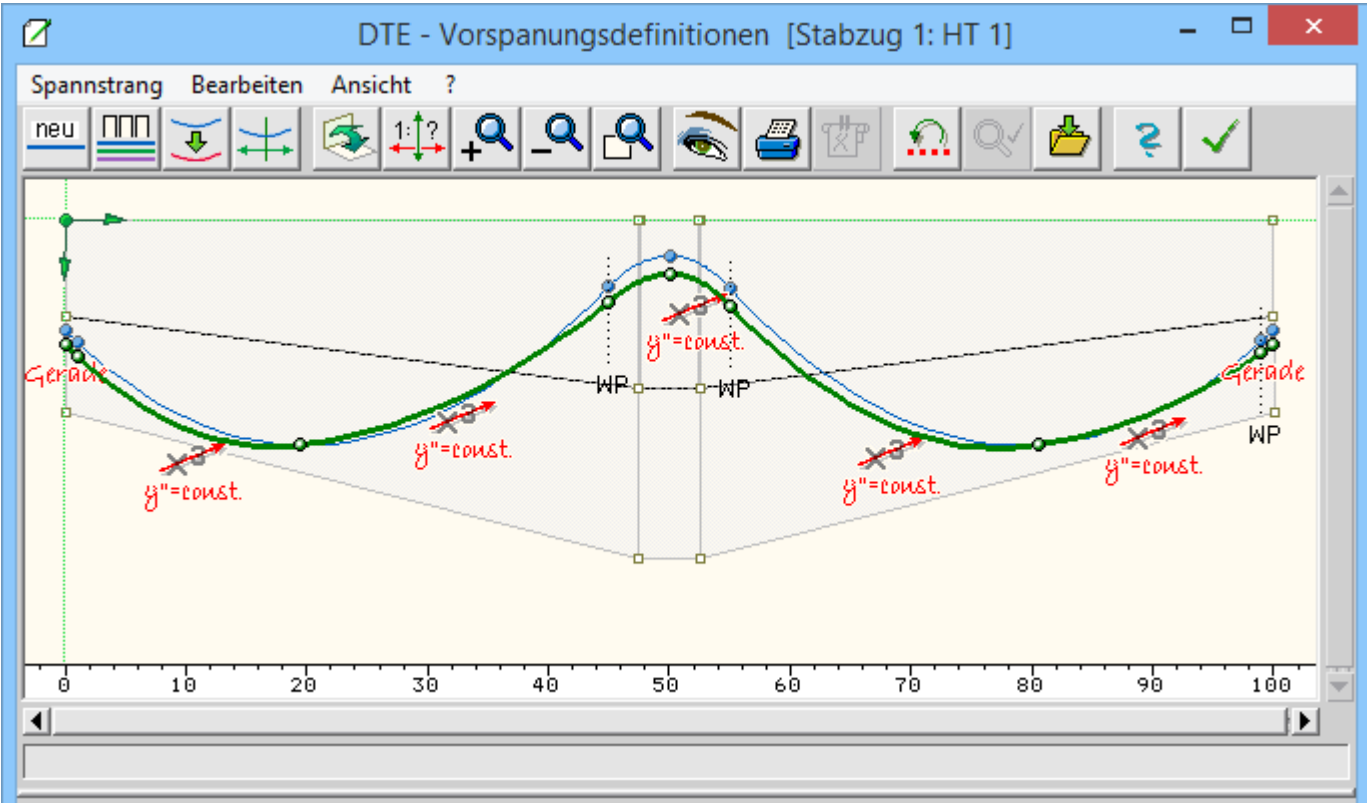 DTE - Vorspanungsdefinitionen [Stabzug 1: HT 1]
Spannstrang Bearbeiten Ansicht ?
neu
1: ?
y"=const.
Gerade
WP
WP
Gerade
y"=const.
WP
y"=const.
y"=const.
y"=const.
0 10 20 30 40 50 60 70 80 90 100